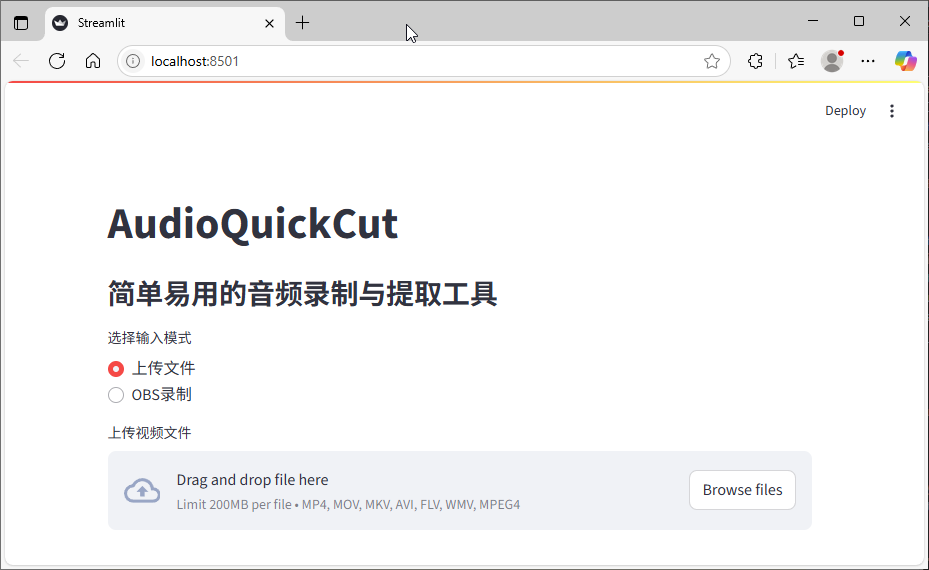 Streamlit
localhost:8501
Deploy
AudioQuickCut
简单易用的音频录制与提取工具
选择输入模式
上传文件
OBS录制
上传视频文件
Drag and drop file here
Limit 200MB per file • MP4, MOV, MKV, AVI, FLV, WMV, MPEG4
Browse files